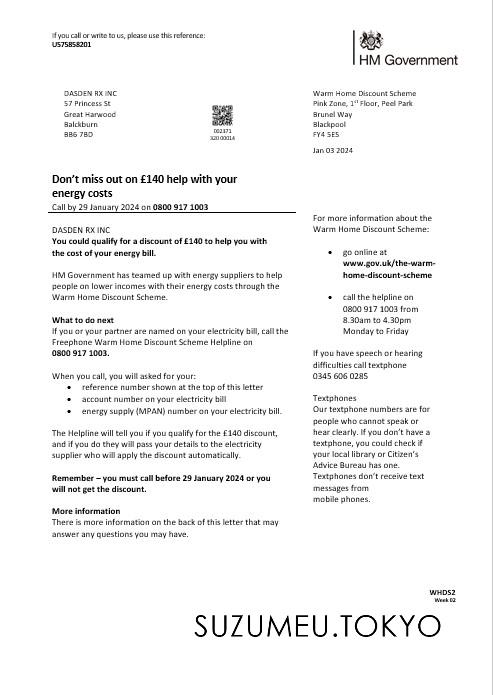 If you call or write to us, please use this reference:
U575858201
HM Government
DASDEN RX INC
57 Princess St
Great Harwood
Balckburn
BB6 7BD
002371
320 00014
Warm Home Discount Scheme
Pink Zone, 1st Floor, Peel Park
Brunel Way
Blackpool
FY4 5ES
Jan 03 2024
Don't miss out on £140 help with your
energy costs
Call by 29 January 2024 on 0800 917 1003
DASDEN RX INC
You could qualify for a discount of £140 to help you with
the cost of your energy bill.
HM Government has teamed up with energy suppliers to help
people on lower incomes with their energy costs through the
Warm Home Discount Scheme.
What to do next
If you or your partner are named on your electricity bill, call the
Freephone Warm Home Discount Scheme Helpline on
0800 917 1003.
When you call, you will asked for your:
• reference number shown at the top of this letter
• account number on your electricity bill
• energy supply (MPAN) number on your electricity bill.
The Helpline will tell you if you qualify for the £140 discount,
and if you do they will pass your details to the electricity
supplier who will apply the discount automatically.
Remember – you must call before 29 January 2024 or you
will not get the discount.
More information
There is more information on the back of this letter that may
answer any questions you may have.
For more information about the
Warm Home Discount Scheme:
• go online at
www.gov.uk/the-warm-
home-discount-scheme
• call the helpline on
0800 917 1003 from
8.30am to 4.30pm
Monday to Friday
If you have speech or hearing
difficulties call textphone
0345 606 0285
Textphones
Our textphone numbers are for
people who cannot speak or
hear clearly. If you don't have a
textphone, you could check if
your local library or Citizen's
Advice Bureau has one.
Textphones don't receive text
messages from
mobile phones.
WHDS2
Week 02
SUZUMEU.TOKYO